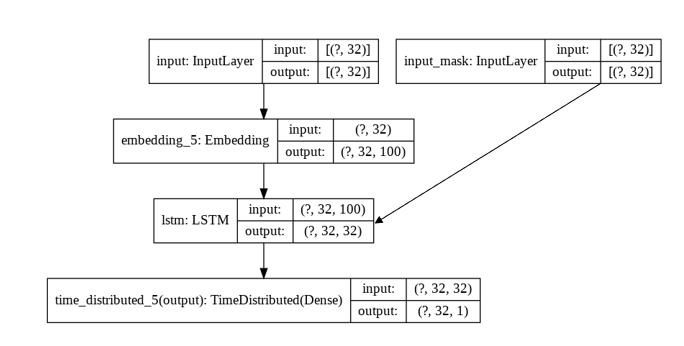 input: InputLayer
input: [(?, 32)]
output: [(?, 32)]
input_mask: InputLayer
input: [(?, 32)]
output: [(?, 32)]
embedding_5: Embedding
input: (?, 32)
output: (?, 32, 100)
lstm: LSTM
input: (?, 32, 100)
output: (?, 32, 32)
time_distributed_5(output): TimeDistributed(Dense)
input: (?, 32, 32)
output: (?, 32, 1)